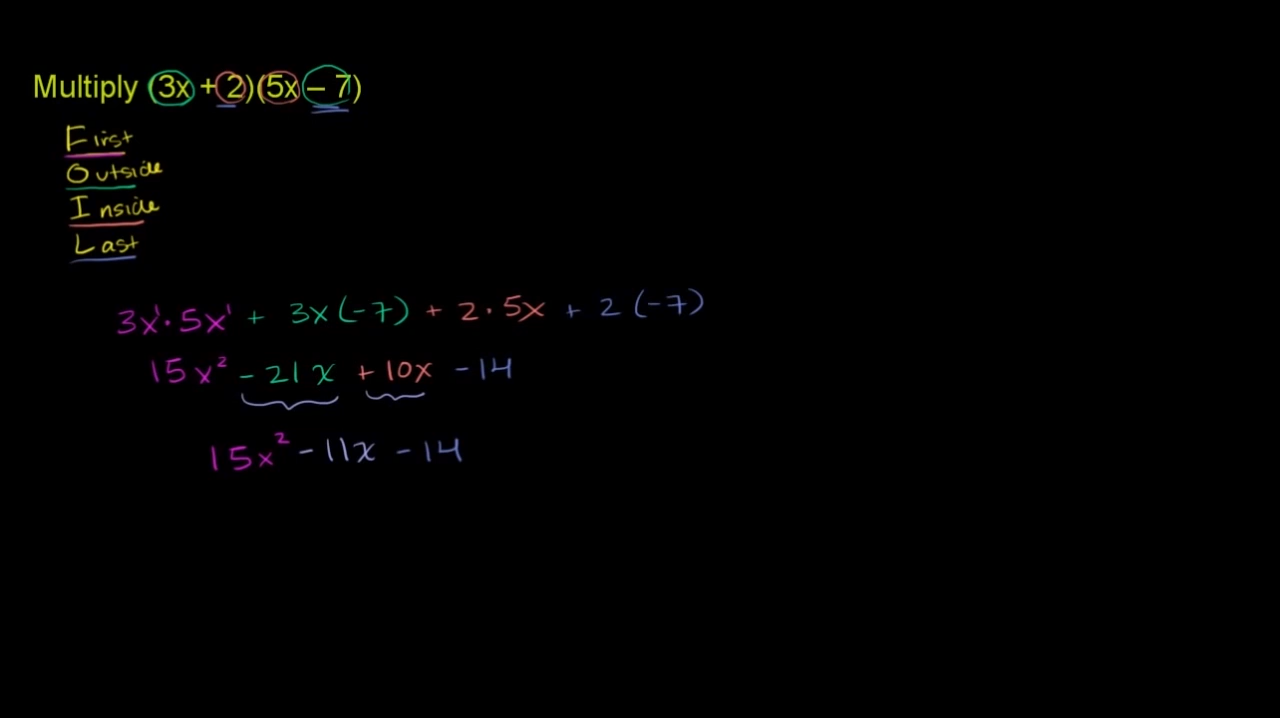 Multiply (3x + 2)(5x – 7)
First
Outside
Inside
Last
3x¹·5x¹ + 3x(-7) + 2·5x + 2(-7)
15x² -21x +10x -14
15x² -11x -14